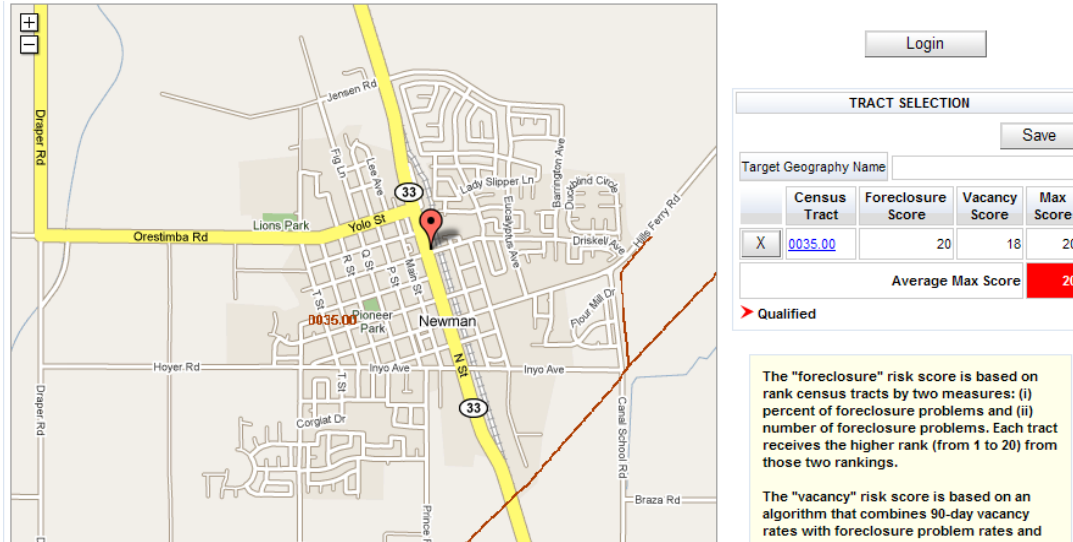 +
−
Draper Rd
Jensen Rd
Fig Ln
Lee Ave
33
Lady Slipper Ln
Barrington Ave
Duckblind Circle
Eucalyptus Ave
Hills Ferry Rd
Lions Park
Yolo St
Orestimba Rd
Driskell Ave
R St
Q St
P St
Main St
T St
Flour Mill Dr
0035.00
Pioneer
Park
Newman
Hoyer Rd
Inyo Ave
Inyo Ave
N St
T St
33
Draper Rd
Corgiat Dr
Canal School Rd
Braza Rd
Prince
Login
TRACT SELECTION
Save
Target Geography Name
Census Tract
Foreclosure Score
Vacancy Score
Max Score
X 0035.00 20 18 20
Average Max Score 20
Qualified
The "foreclosure" risk score is based on
rank census tracts by two measures: (i)
percent of foreclosure problems and (ii)
number of foreclosure problems. Each tract
receives the higher rank (from 1 to 20) from
those two rankings.
The "vacancy" risk score is based on an
algorithm that combines 90-day vacancy
rates with foreclosure problem rates and